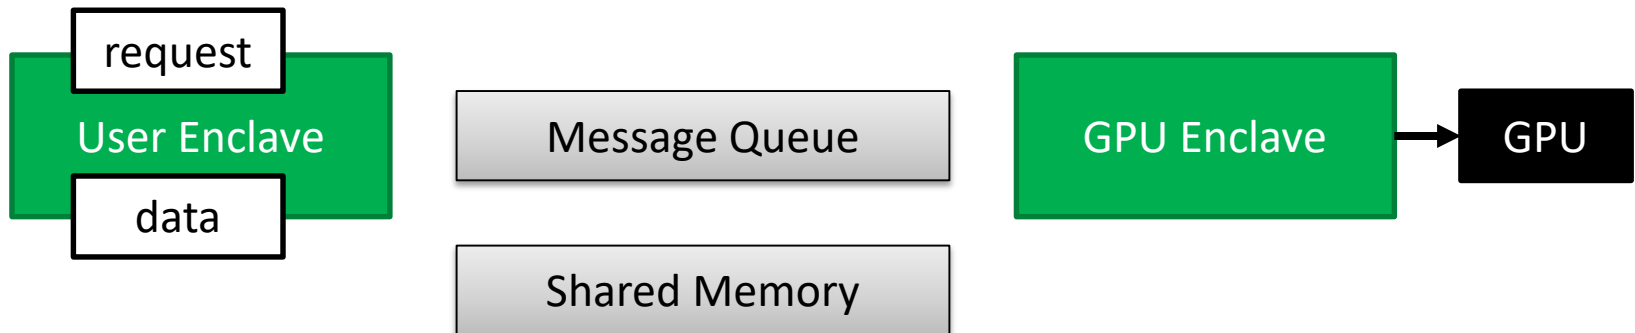 request
User Enclave
data
Message Queue
Shared Memory
GPU Enclave
GPU